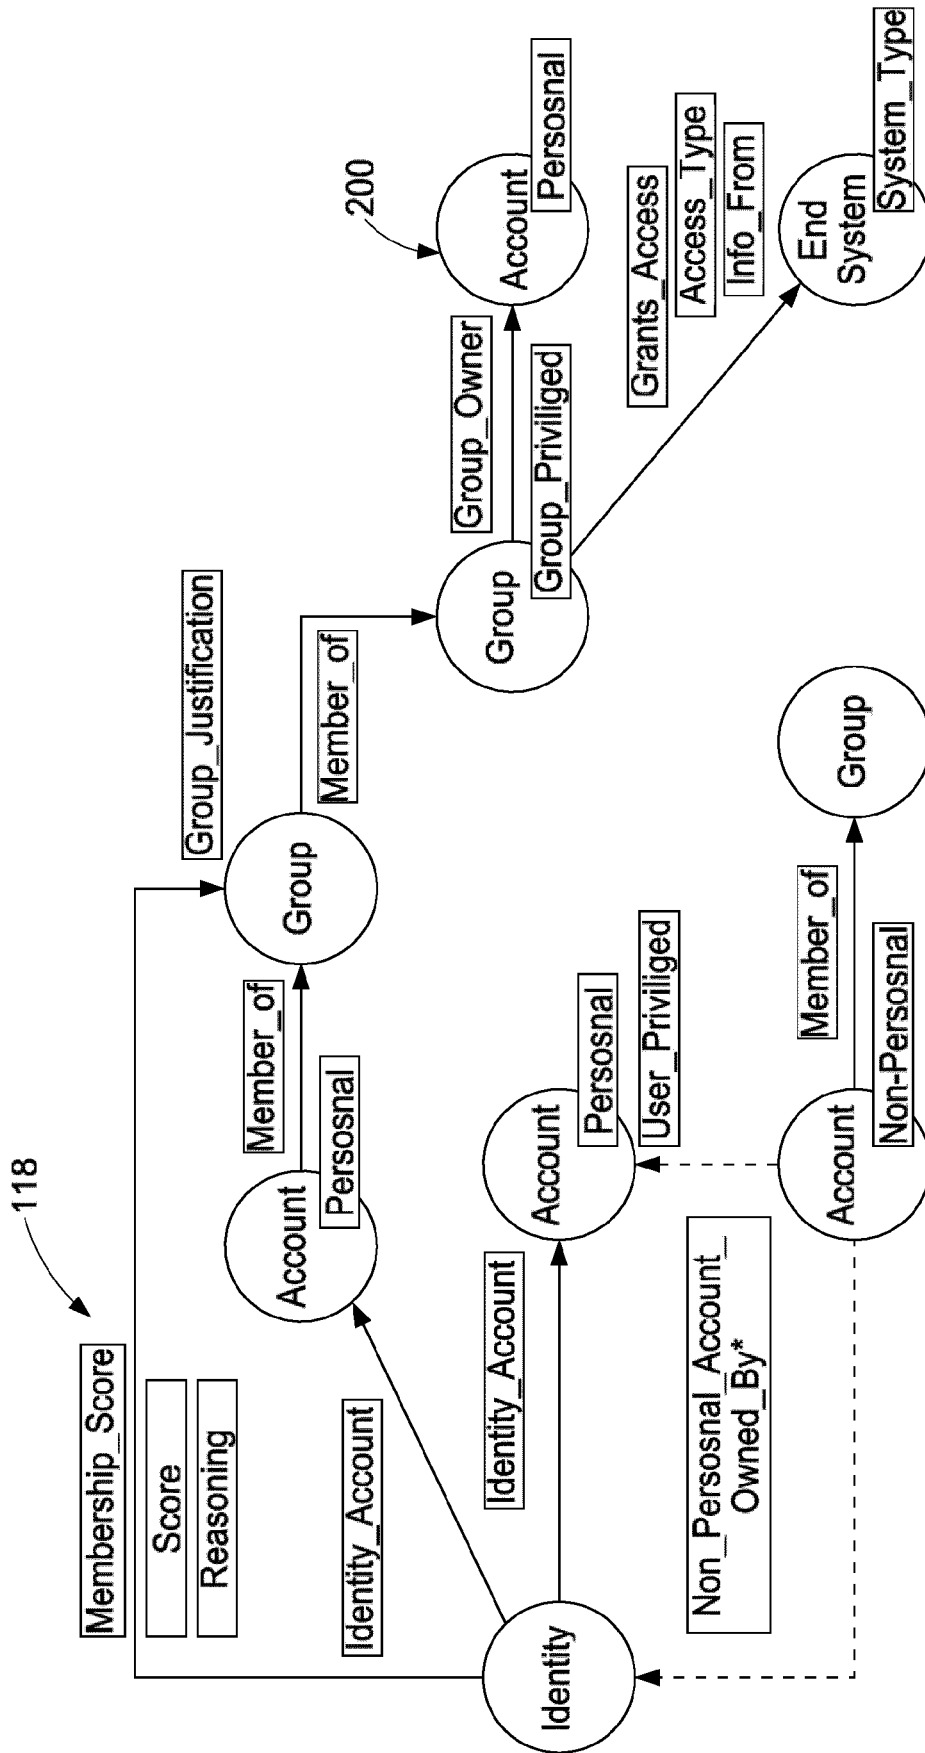 118
Membership_Score
Score
Reasoning
Group_Justification
Identity_Account
Account
Persosnal
Member_of
Group
Member_of
200
Identity
Identity_Account
Account
Persosnal
User_Priviliged
Group
Group_Priviliged
Group_Owner
Account
Persosnal
Grants_Access
Access_Type
Info_From
Non_Persosnal_Account_
Owned_By*
Account
Non-Persosnal
Member_of
Group
End
System
System_Type